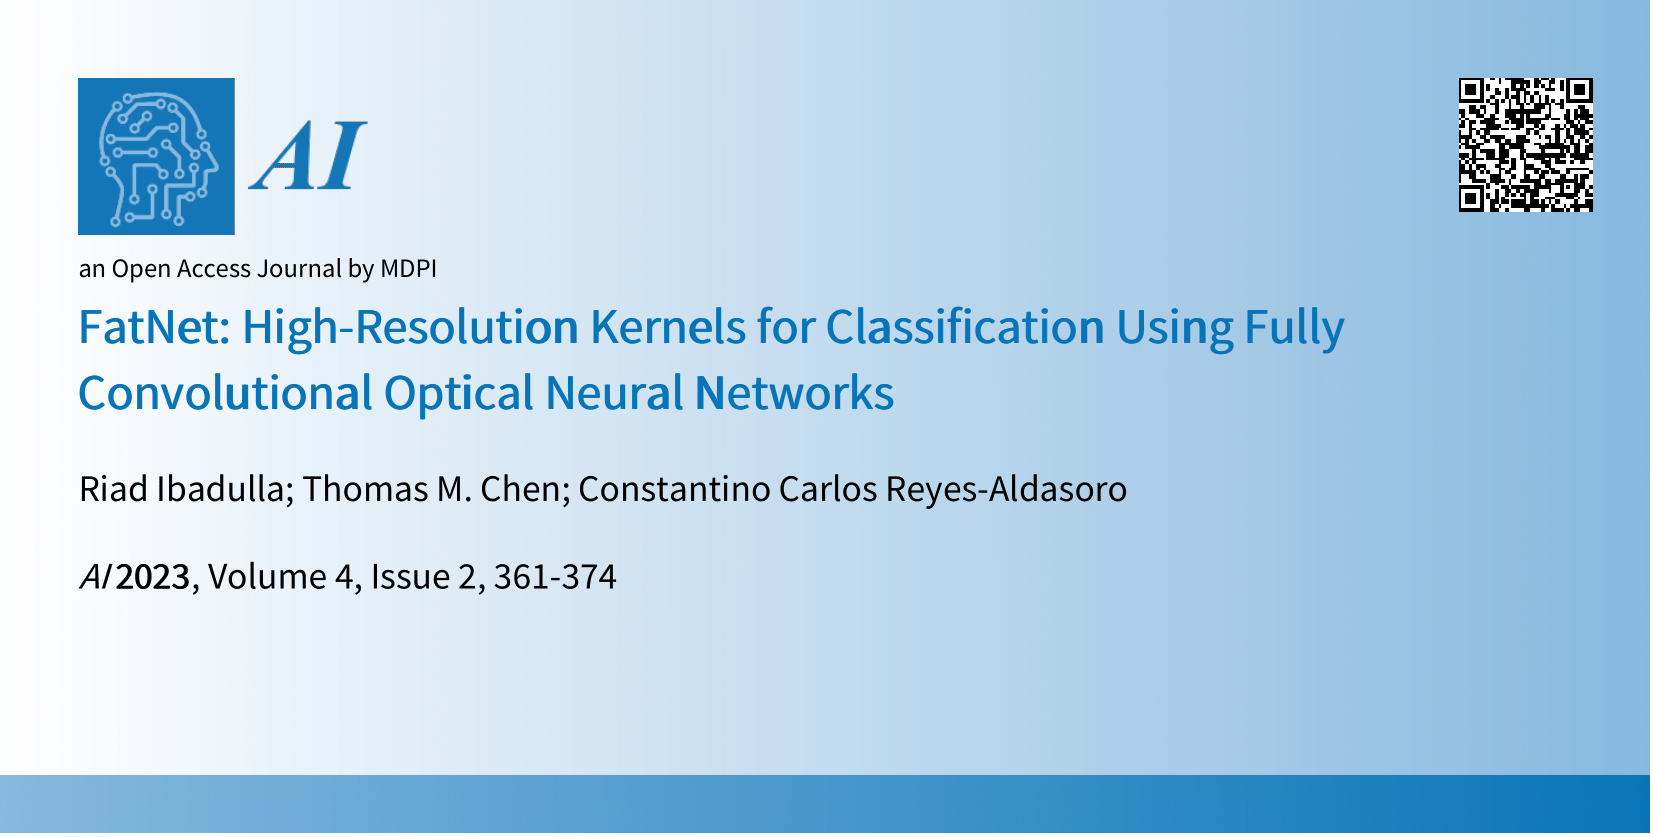 AI
an Open Access Journal by MDPI
FatNet: High-Resolution Kernels for Classification Using Fully
Convolutional Optical Neural Networks
Riad Ibadulla; Thomas M. Chen; Constantino Carlos Reyes-Aldasoro
AI 2023, Volume 4, Issue 2, 361-374